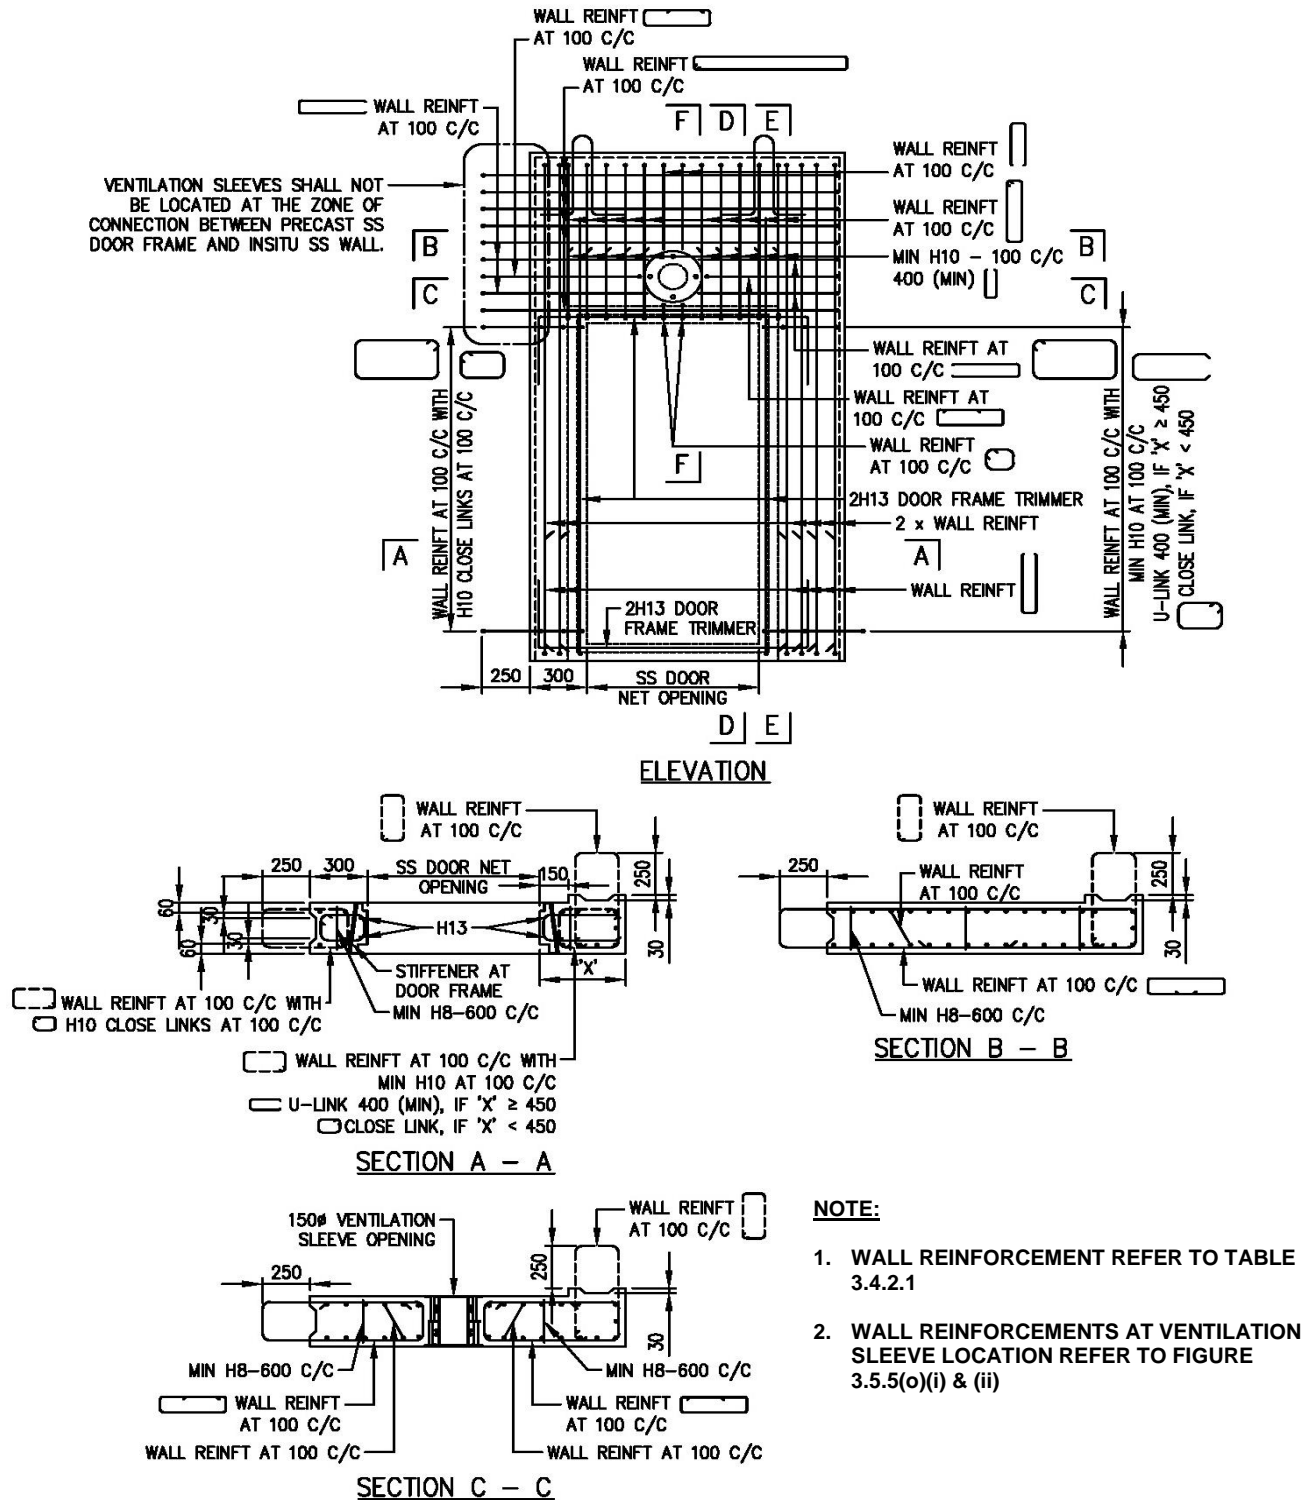 WALL REINFT
AT 100 C/C
WALL REINFT
AT 100 C/C
WALL REINFT
AT 100 C/C
F D E
WALL REINFT
AT 100 C/C
VENTILATION SLEEVES SHALL NOT
BE LOCATED AT THE ZONE OF
CONNECTION BETWEEN PRECAST SS
DOOR FRAME AND INSITU SS WALL.
WALL REINFT
AT 100 C/C
B
B
MIN H10 - 100 C/C
400 (MIN)
C
C
WALL REINFT AT
100 C/C
WALL REINFT AT
100 C/C
WALL REINFT
AT 100 C/C
F
WALL REINFT AT 100 C/C WITH
H10 CLOSE LINKS AT 100 C/C
WALL REINFT AT 100 C/C WITH
MIN H10 AT 100 C/C
U-LINK 400 (MIN), IF 'X' ≥ 450
CLOSE LINK, IF 'X' < 450
2H13 DOOR FRAME TRIMMER
2 x WALL REINFT
A
A
WALL REINFT
2H13 DOOR
FRAME TRIMMER
250
300
SS DOOR
NET OPENING
D E
ELEVATION
WALL REINFT
AT 100 C/C
250
300
SS DOOR NET
OPENING
150
250
60
30
30
60
H13
30
STIFFENER AT
DOOR FRAME
'X'
MIN H8-600 C/C
WALL REINFT AT 100 C/C WITH
H10 CLOSE LINKS AT 100 C/C
WALL REINFT AT 100 C/C WITH
MIN H10 AT 100 C/C
U-LINK 400 (MIN), IF 'X' ≥ 450
CLOSE LINK, IF 'X' < 450
SECTION A - A
WALL REINFT
AT 100 C/C
250
WALL REINFT
AT 100 C/C
250
30
WALL REINFT AT 100 C/C
MIN H8-600 C/C
SECTION B - B
150ø VENTILATION
SLEEVE OPENING
WALL REINFT
AT 100 C/C
250
250
30
MIN H8-600 C/C
MIN H8-600 C/C
WALL REINFT
AT 100 C/C
WALL REINFT
AT 100 C/C
WALL REINFT AT 100 C/C
WALL REINFT AT 100 C/C
SECTION C - C
NOTE:
1. WALL REINFORCEMENT REFER TO TABLE
3.4.2.1
2. WALL REINFORCEMENTS AT VENTILATION
SLEEVE LOCATION REFER TO FIGURE
3.5.5(o)(i) & (ii)